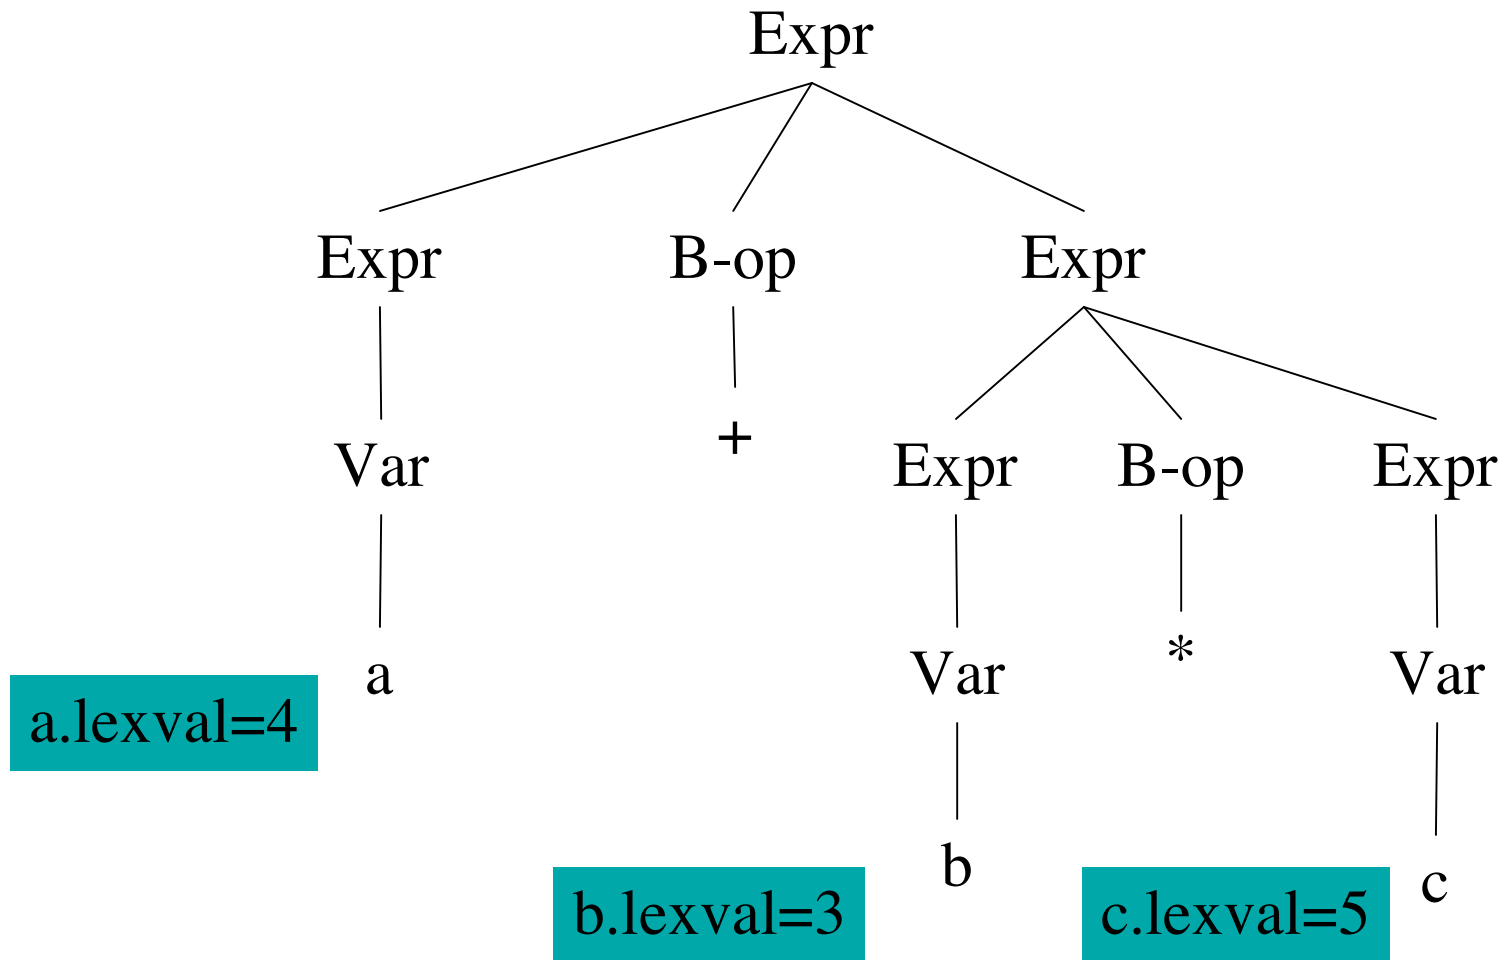 Expr
Expr B-op Expr
Var + Expr B-op Expr
a Var * Var
a.lexval=4
b c
b.lexval=3 c.lexval=5